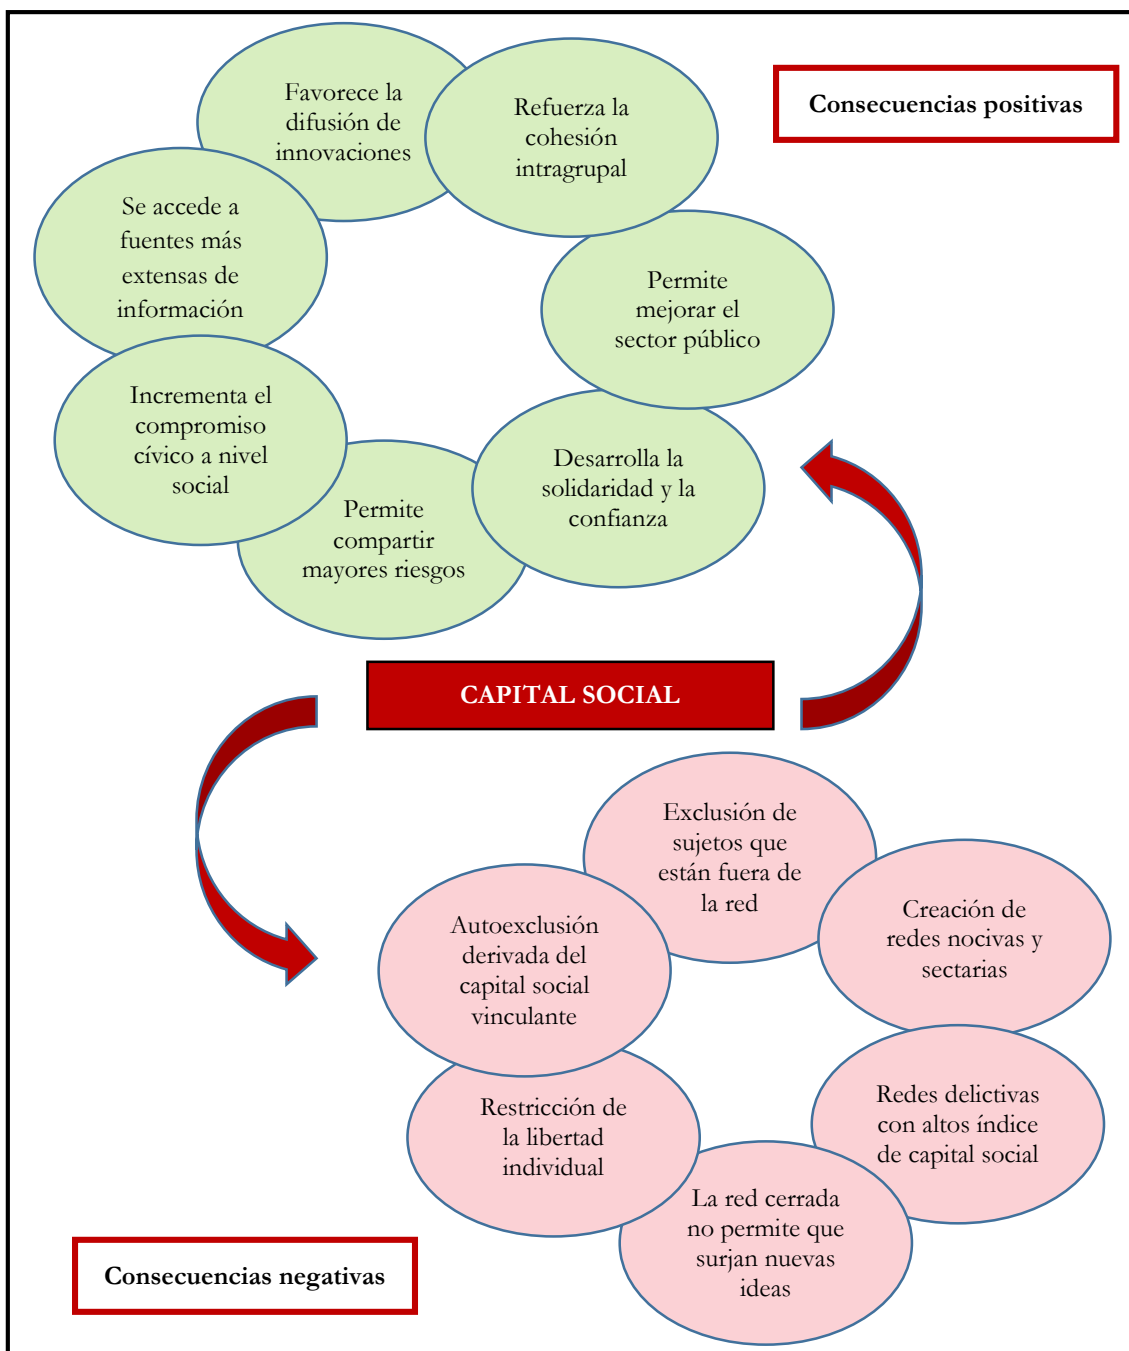 Consecuencias positivas
Favorece la
difusión de
innovaciones
Refuerza la
cohesión
intragrupal
Se accede a
fuentes más
extensas de
información
Permite
mejorar el
sector público
Incrementa el
compromiso
cívico a nivel
social
Desarrolla la
solidaridad y la
confianza
Permite
compartir
mayores riesgos
CAPITAL SOCIAL
Exclusión de
sujetos que
están fuera de
la red
Autoexclusión
derivada del
capital social
vinculante
Creación de
redes nocivas y
sectarias
Restricción de
la libertad
individual
Redes delictivas
con altos índice
de capital social
La red cerrada
no permite que
surjan nuevas
ideas
Consecuencias negativas